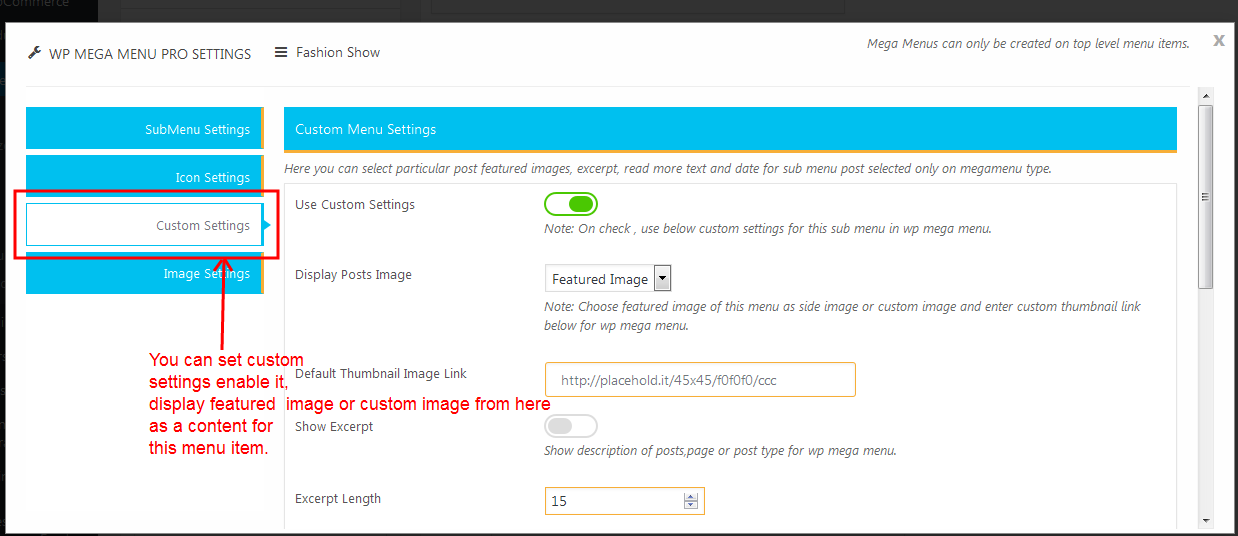 oCommerce
WP MEGA MENU PRO SETTINGS
Fashion Show
Mega Menus can only be created on top level menu items.
X
SubMenu Settings
Icon Settings
Custom Settings
Image Settings
You can set custom
settings enable it,
display featured image or custom image from here
as a content for
this menu item.
Custom Menu Settings
Here you can select particular post featured images, excerpt, read more text and date for sub menu post selected only on megamenu type.
Use Custom Settings
Note: On check , use below custom settings for this sub menu in wp mega menu.
Display Posts Image
Featured Image
Note: Choose featured image of this menu as side image or custom image and enter custom thumbnail link
below for wp mega menu.
Default Thumbnail Image Link
http://placehold.it/45x45/f0f0f0/ccc
Show Excerpt
Show description of posts,page or post type for wp mega menu.
Excerpt Length
15